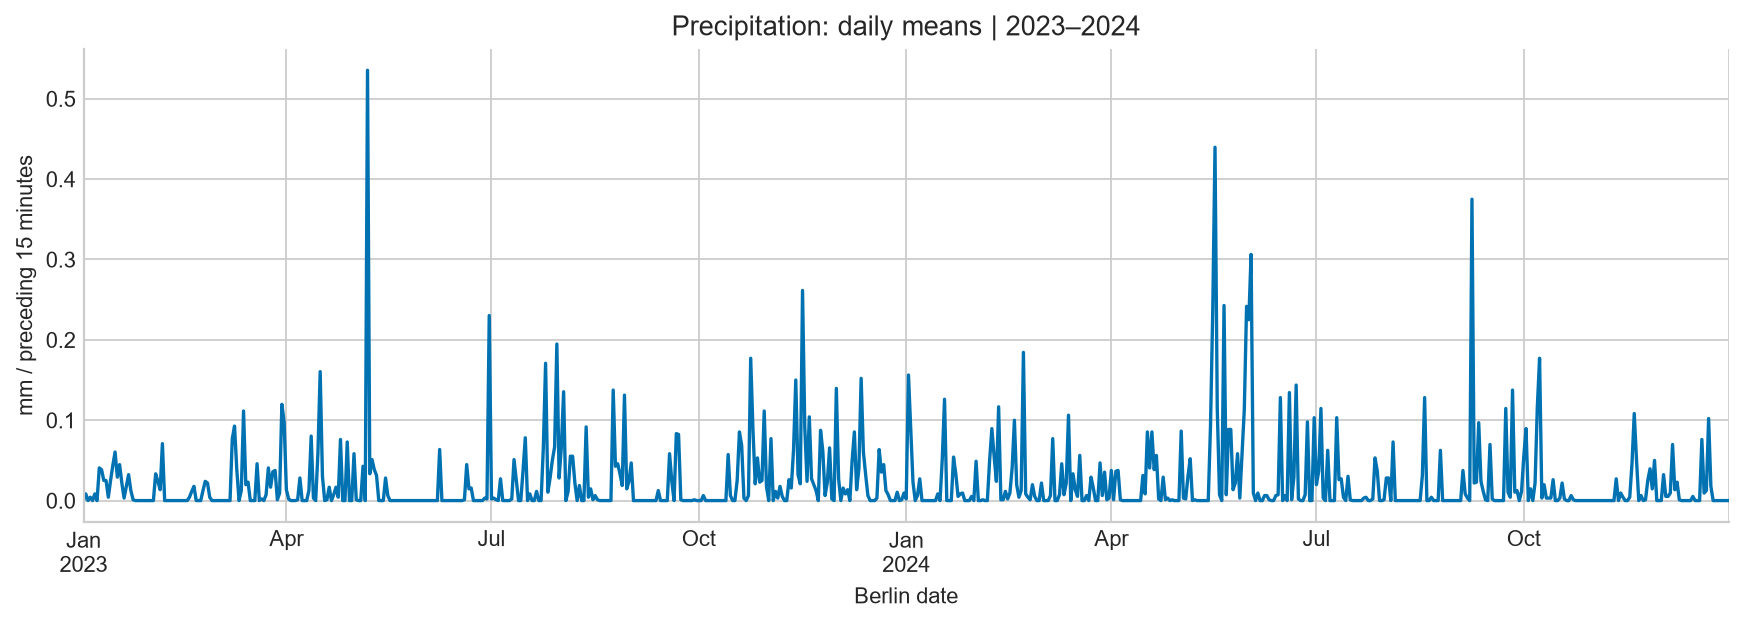 Precipitation: daily means | 2023–2024
mm / preceding 15 minutes
0.5
0.4
0.3
0.2
0.1
0.0
Jan Apr Jul Oct Jan Apr Jul Oct
2023 2024
Berlin date